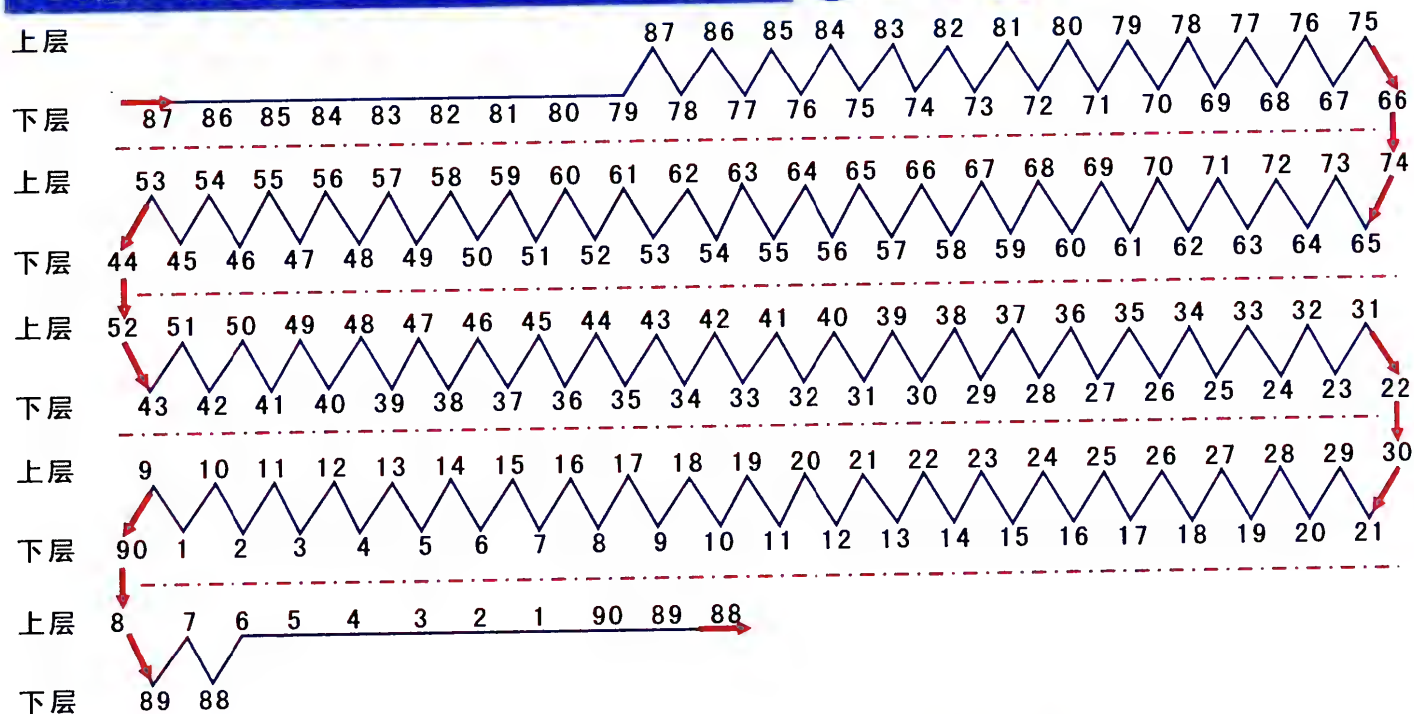 上层 87 86 85 84 83 82 81 80 79 78 77 76 75
下层 87 86 85 84 83 82 81 80 79 78 77 76 75 74 73 72 71 70 69 68 67 66
上层 53 54 55 56 57 58 59 60 61 62 63 64 65 66 67 68 69 70 71 72 73 74
下层 44 45 46 47 48 49 50 51 52 53 54 55 56 57 58 59 60 61 62 63 64 65
上层 52 51 50 49 48 47 46 45 44 43 42 41 40 39 38 37 36 35 34 33 32 31
下层 43 42 41 40 39 38 37 36 35 34 33 32 31 30 29 28 27 26 25 24 23 22
上层 9 10 11 12 13 14 15 16 17 18 19 20 21 22 23 24 25 26 27 28 29 30
下层 90 1 2 3 4 5 6 7 8 9 10 11 12 13 14 15 16 17 18 19 20 21
上层 8 7 6 5 4 3 2 1 90 89 88
下层 89 88